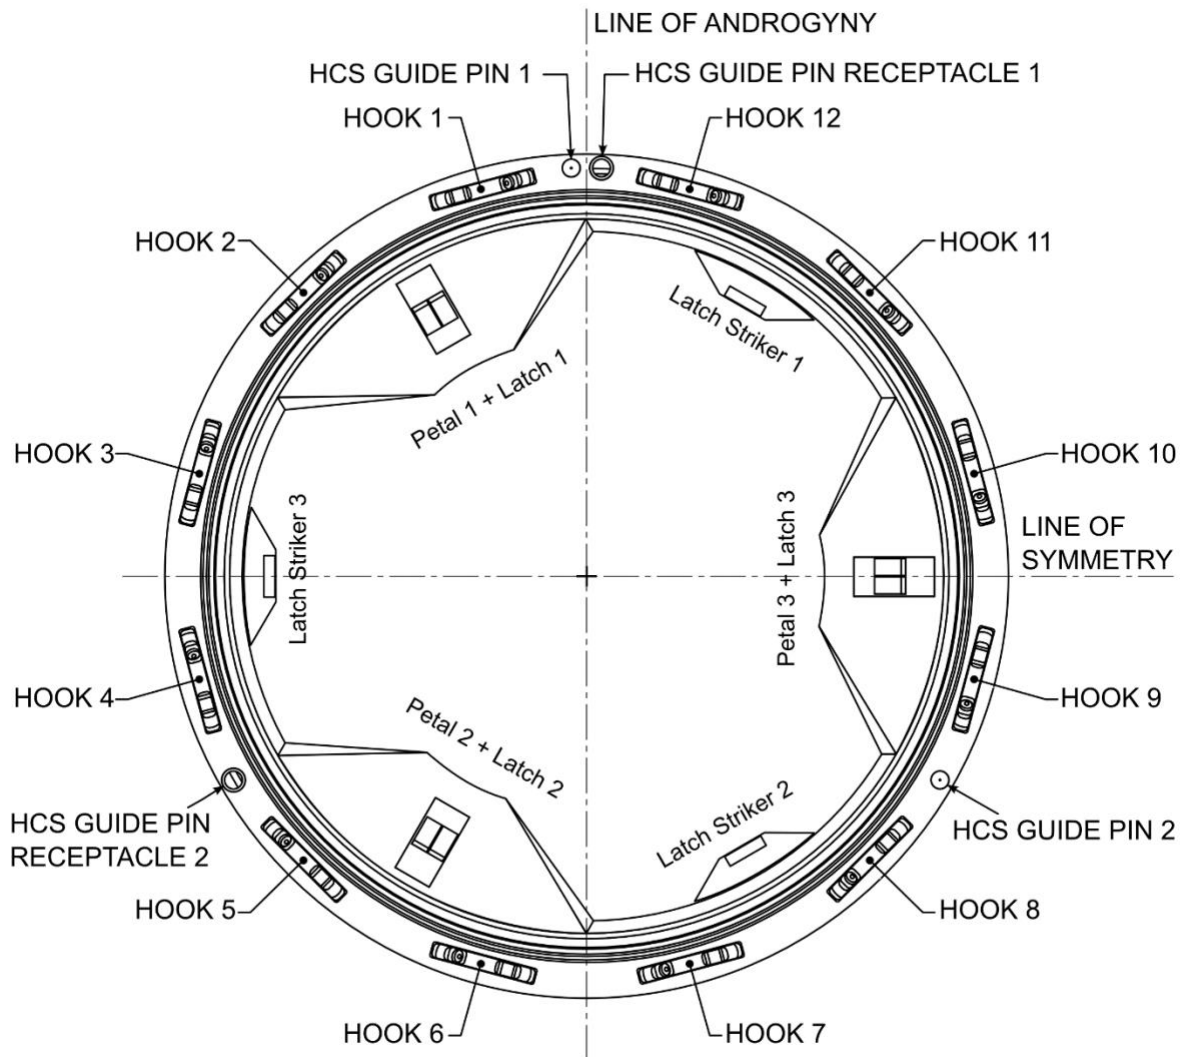 LINE OF ANDROGYNY
HCS GUIDE PIN 1
HCS GUIDE PIN RECEPTACLE 1
HOOK 1
HOOK 12
HOOK 2
HOOK 11
Latch Striker 1
Petal 1 + Latch 1
HOOK 3
HOOK 10
Latch Striker 3
Petal 3 + Latch 3
LINE OF
SYMMETRY
HOOK 4
HOOK 9
Petal 2 + Latch 2
Latch Striker 2
HCS GUIDE PIN
RECEPTACLE 2
HCS GUIDE PIN 2
HOOK 5
HOOK 8
HOOK 6
HOOK 7